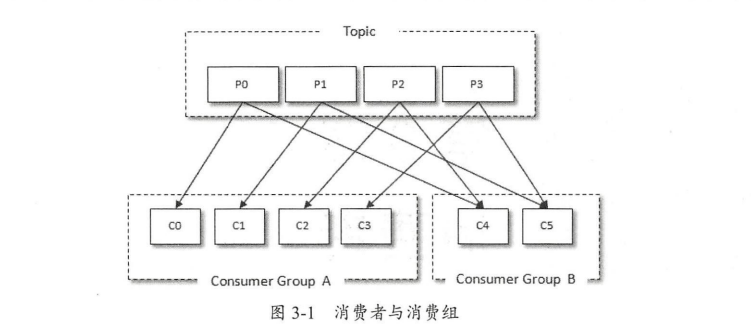 Topic
P0 P1 P2 P3
C0 C1 C2 C3 C4 C5
Consumer Group A Consumer Group B
图 3-1 消费者与消费组